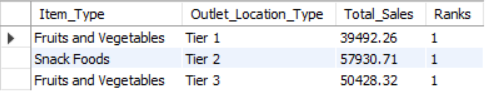 Item_Type Outlet_Location_Type Total_Sales Ranks
Fruits and Vegetables Tier 1 39492.26 1
Snack Foods Tier 2 57930.71 1
Fruits and Vegetables Tier 3 50428.32 1